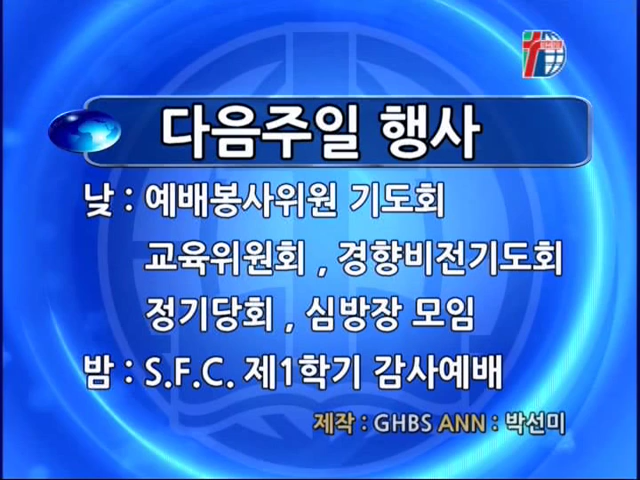 다음주일 행사
낮 : 예배봉사위원 기도회
교육위원회 , 경향비전기도회
정기당회 , 심방장 모임
밤 : S.F.C. 제1학기 감사예배
제작 : GHBS ANN : 박선미